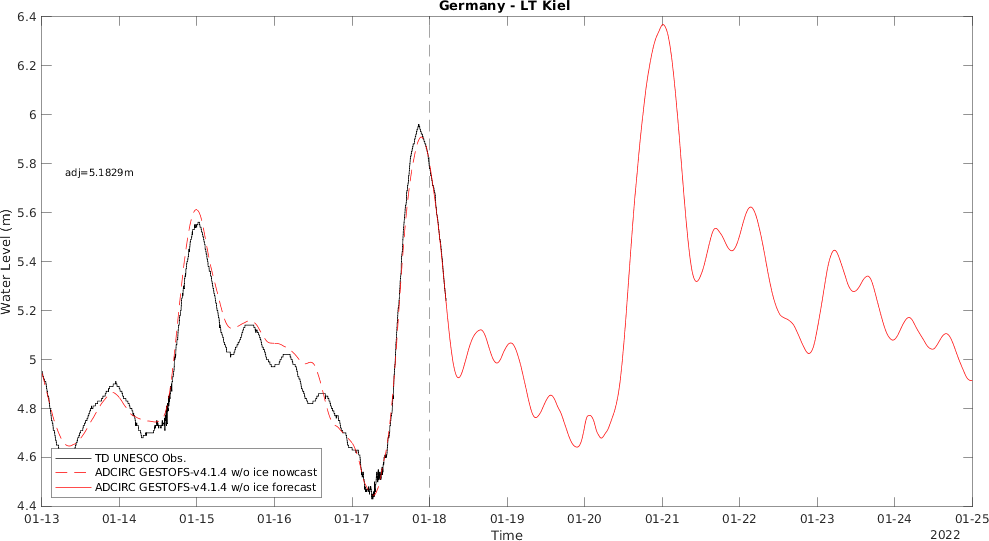 Germany - LT Kiel
6.4
6.2
6
5.8
5.6
5.4
5.2
5
4.8
4.6
4.4
Water Level (m)
adj=5.1829m
TD UNESCO Obs.
ADCIRC GESTOFS-v4.1.4 w/o ice nowcast
ADCIRC GESTOFS-v4.1.4 w/o ice forecast
01-13 01-14 01-15 01-16 01-17 01-18 01-19 01-20 01-21 01-22 01-23 01-24 01-25
Time
2022